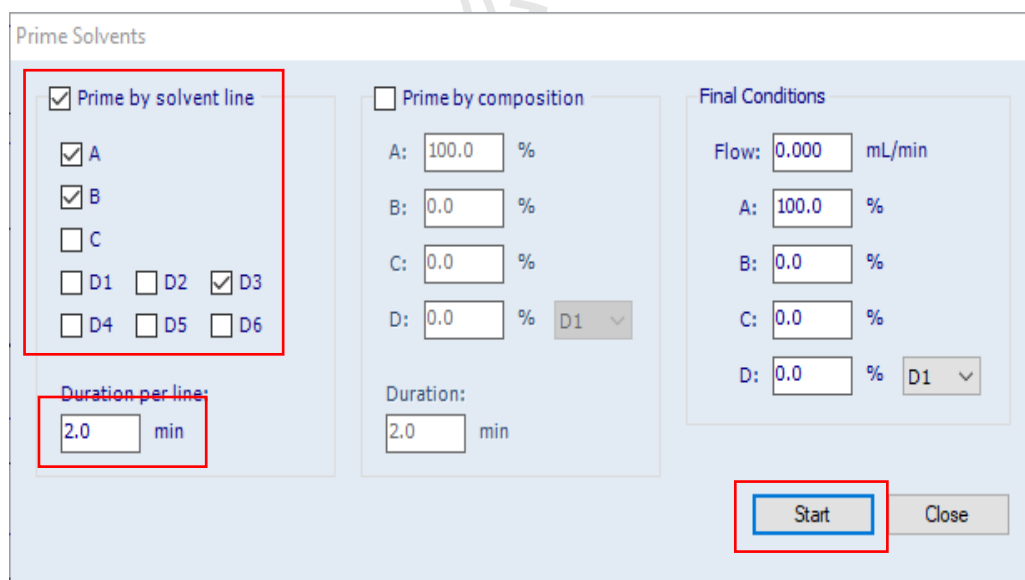 Prime Solvents
Prime by solvent line
A
B
C
D1 D2 D3
D4 D5 D6
Duration per line:
2.0 min
Prime by composition
A: 100.0 %
B: 0.0 %
C: 0.0 %
D: 0.0 % D1
Duration:
2.0 min
Final Conditions
Flow: 0.000 mL/min
A: 100.0 %
B: 0.0 %
C: 0.0 %
D: 0.0 % D1
Start Close